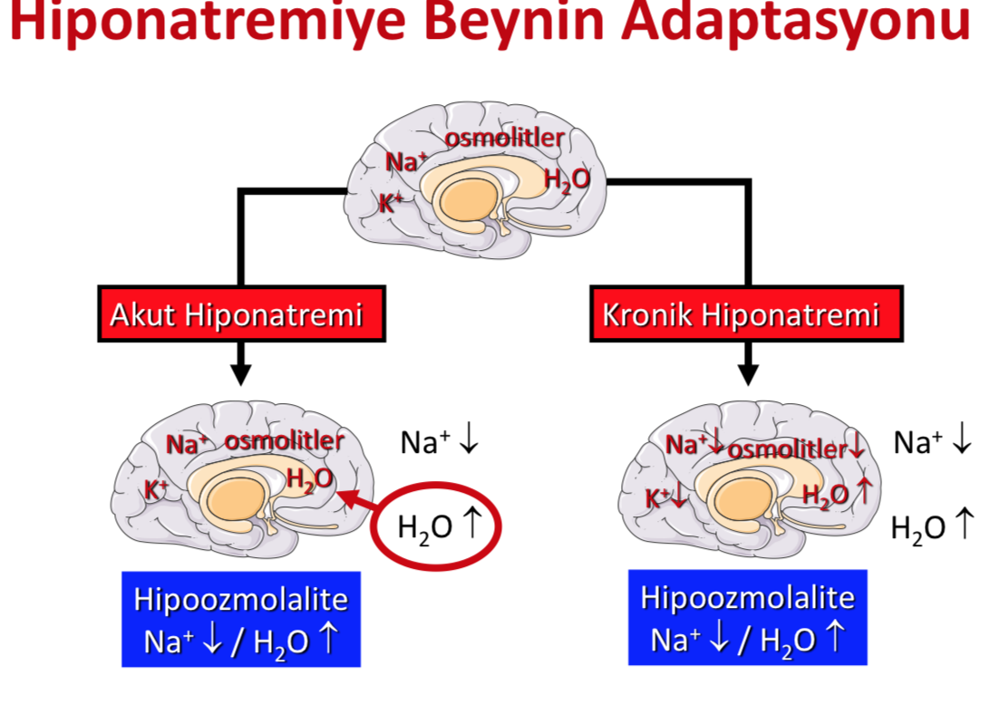 Hiponatremiye Beynin Adaptasyonu
osmolitler
Na⁺
H₂O
K⁺
Akut Hiponatremi
Kronik Hiponatremi
Na⁺ osmolitler
H₂O
K⁺
Na⁺ ↓
H₂O ↑
Na⁺↓ osmolitler↓
K⁺↓
H₂O ↑
Na⁺ ↓
H₂O ↑
Hipoozmolalite
Na⁺ ↓ / H₂O ↑
Hipoozmolalite
Na⁺ ↓ / H₂O ↑